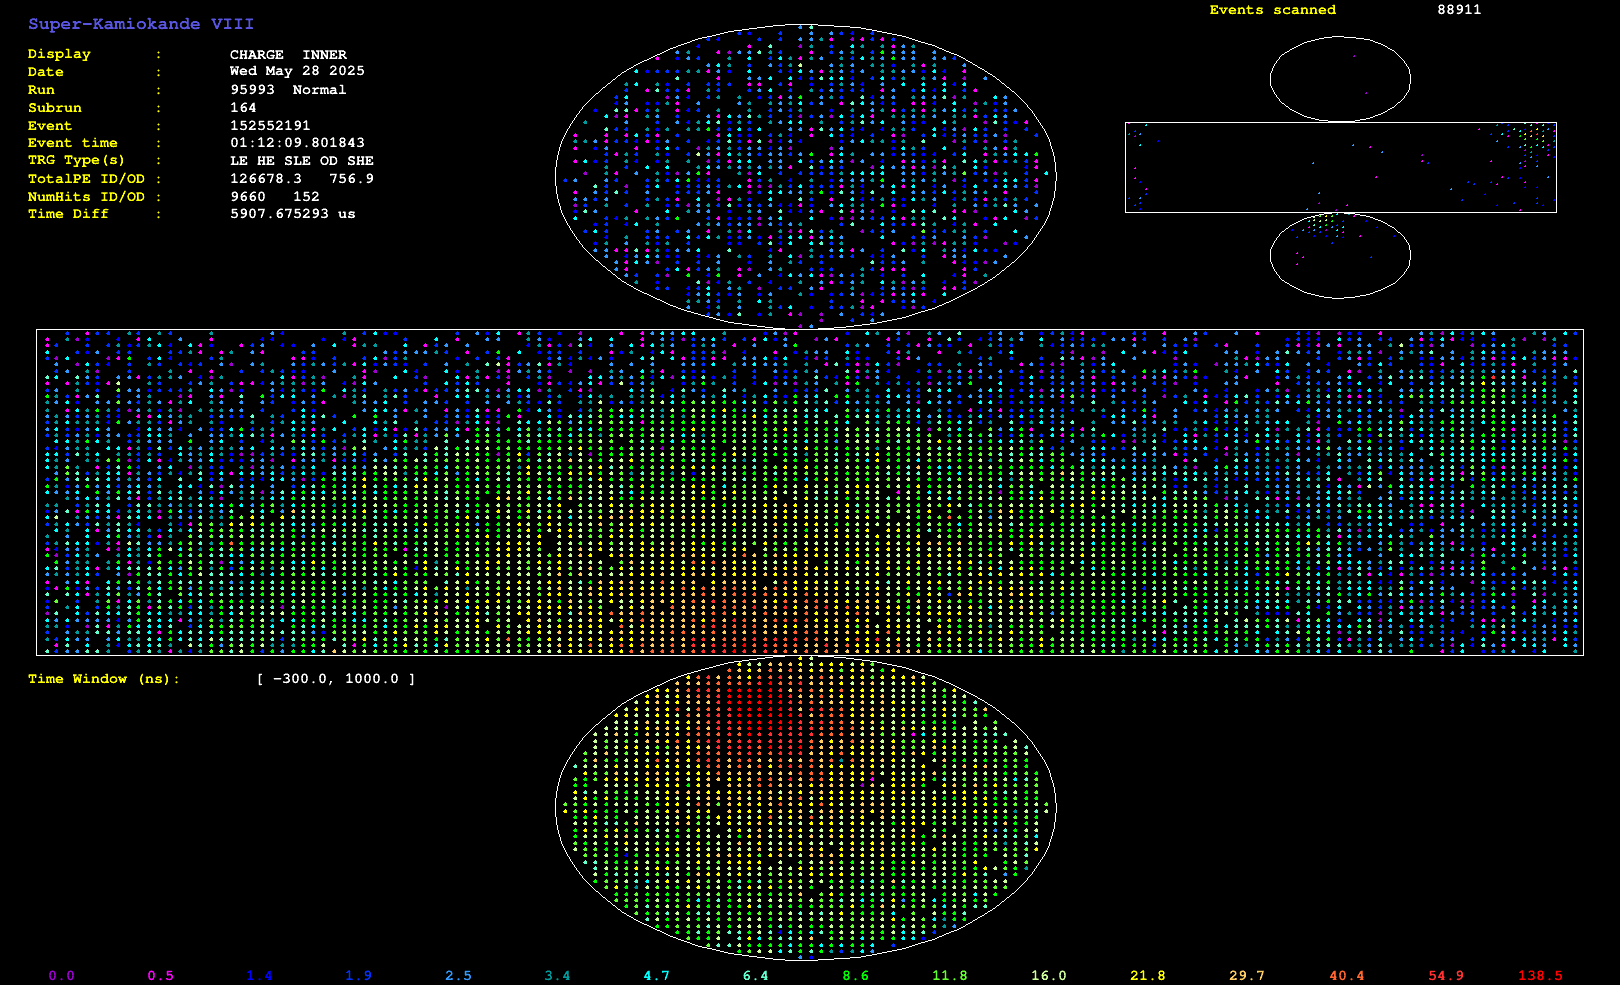 Super-Kamiokande VIII
Events scanned 88911
Display : CHARGE INNER
Date : Wed May 28 2025
Run : 95993 Normal
Subrun : 164
Event : 152552191
Event time : 01:12:09.801843
TRG Type(s) : LE HE SLE OD SHE
TotalPE ID/OD : 126678.3 756.9
NumHits ID/OD : 9660 152
Time Diff : 5907.675293 us
Time Window (ns): [ -300.0, 1000.0 ]
0.0 0.5 1.4 1.9 2.5 3.4 4.7 6.4 8.6 11.8 16.0 21.8 29.7 40.4 54.9 138.5